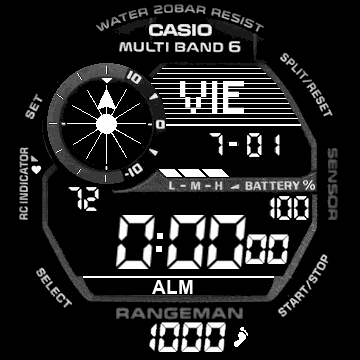 WATER 20BAR RESIST
CASIO
MULTI BAND 6
SPLIT/RESET
SET
10
0
10
VIE
7-01
RC INDICATOR
SENSOR
L - M - H BATTERY %
72
100
0:00 00
ALM
SELECT
START/STOP
RANGEMAN
1000